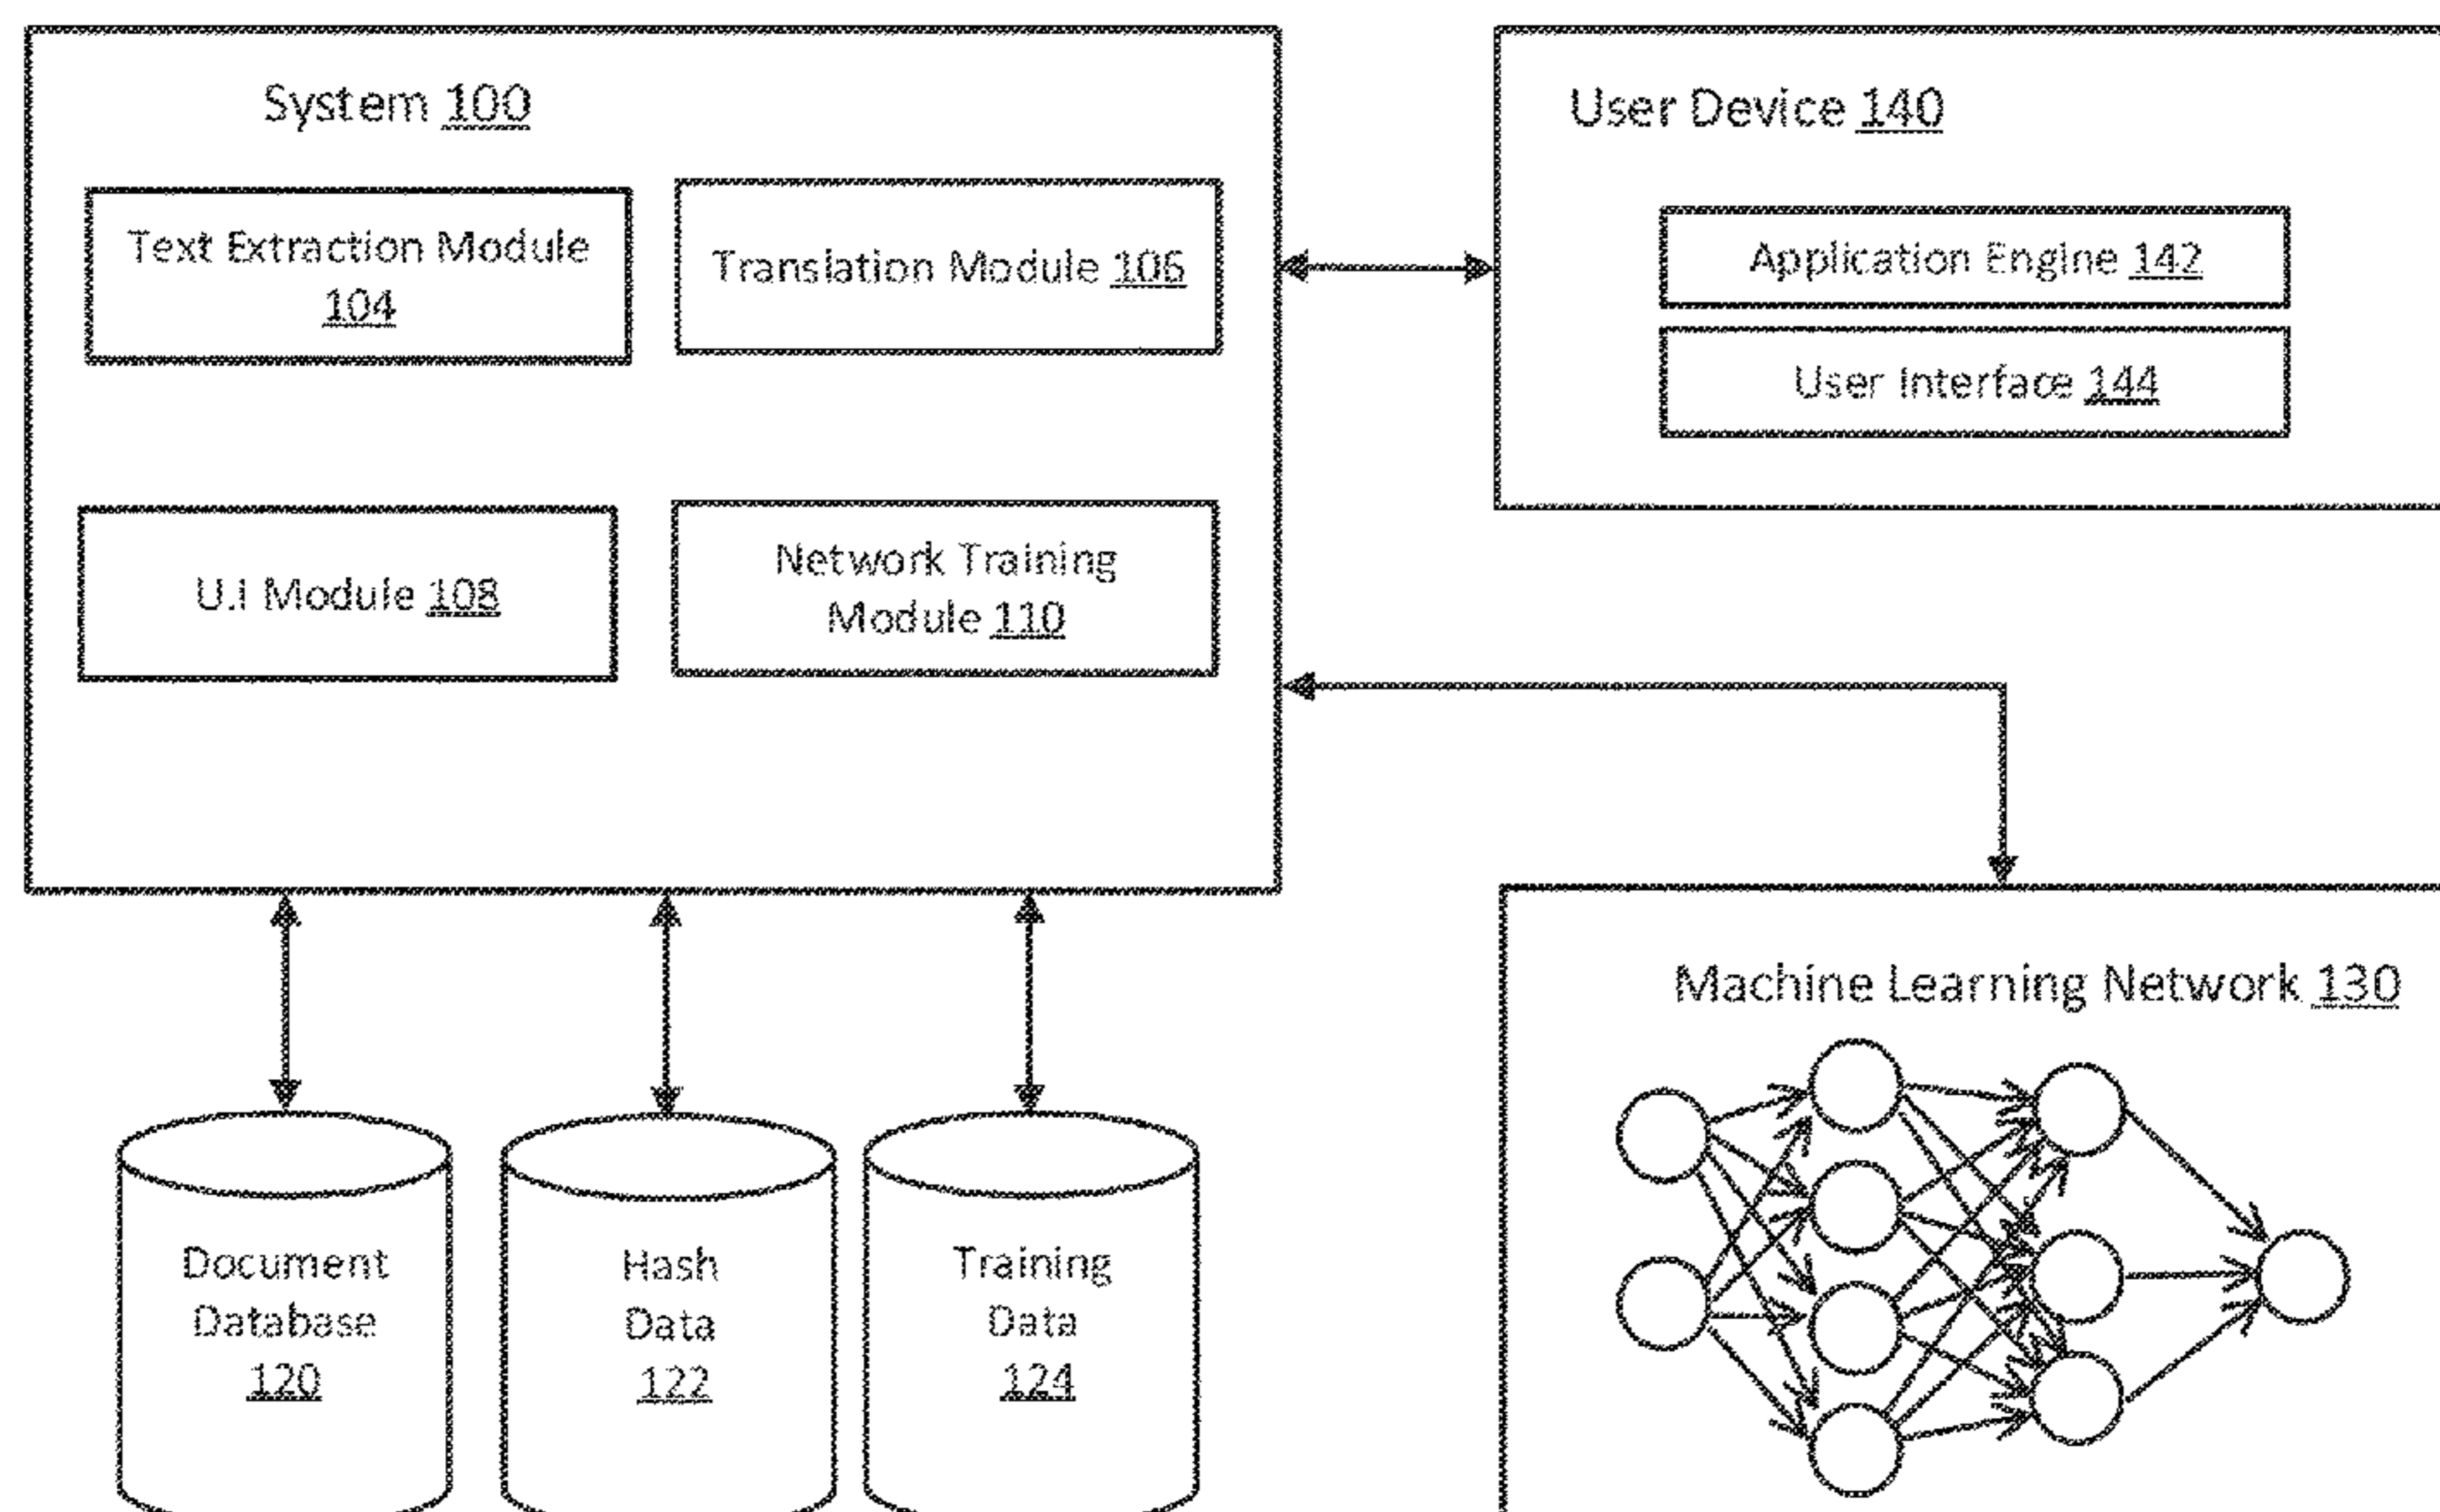 System 100
Text Extraction Module
104
Translation Module 106
U.I Module 108
Network Training
Module 110
User Device 140
Application Engine 142
User Interface 144
Machine Learning Network 130
Document
Database
120
Hash
Data
122
Training
Data
124